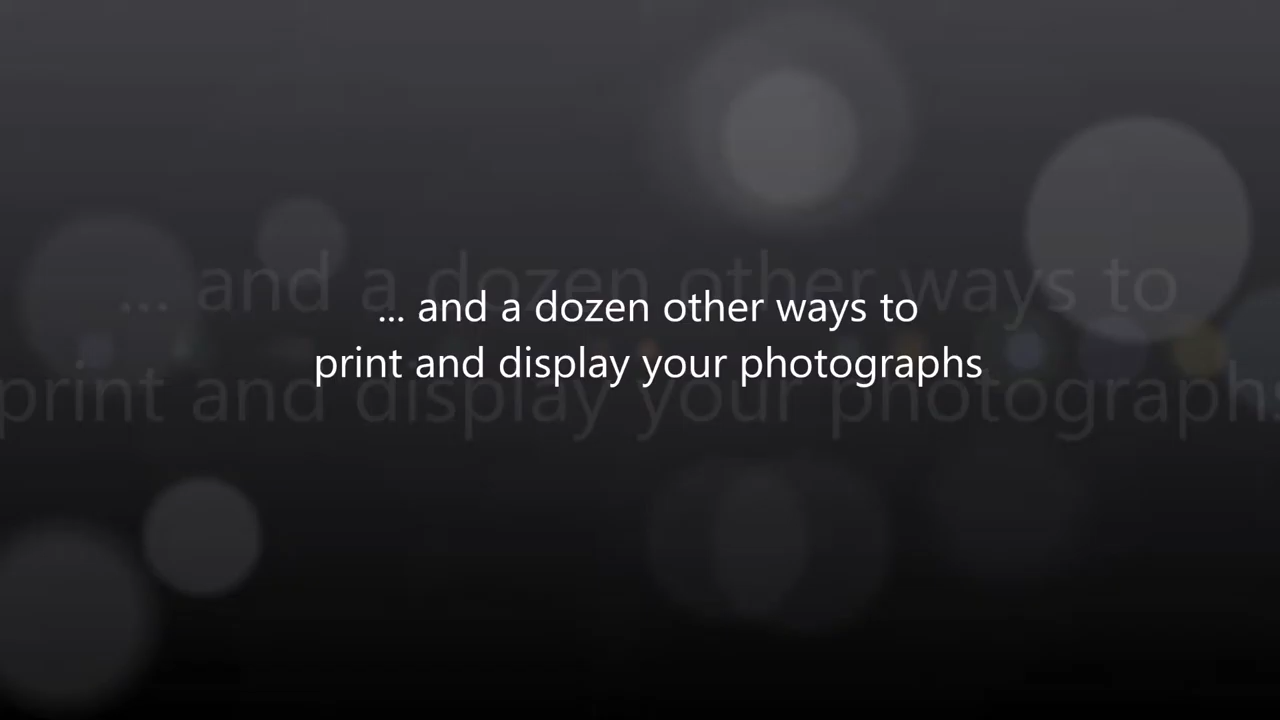 ... and a dozen other ways to
print and display your photographs